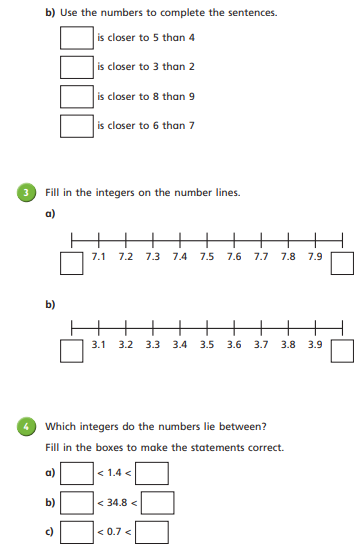 b) Use the numbers to complete the sentences.
is closer to 5 than 4
is closer to 3 than 2
is closer to 8 than 9
is closer to 6 than 7
3 Fill in the integers on the number lines.
a)
7.1 7.2 7.3 7.4 7.5 7.6 7.7 7.8 7.9
b)
3.1 3.2 3.3 3.4 3.5 3.6 3.7 3.8 3.9
4 Which integers do the numbers lie between?
Fill in the boxes to make the statements correct.
a) < 1.4 <
b) < 34.8 <
c) < 0.7 <